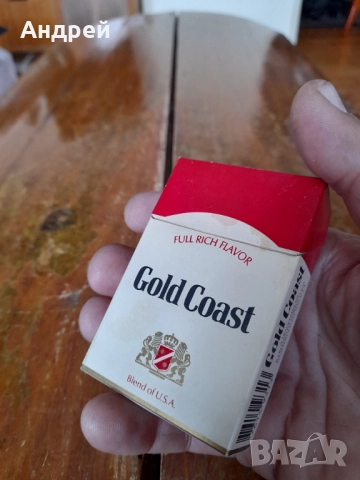 Андрей
FULL RICH FLAVOR
Gold Coast
Blend of U.S.A.
Gold Coast
BAZAR